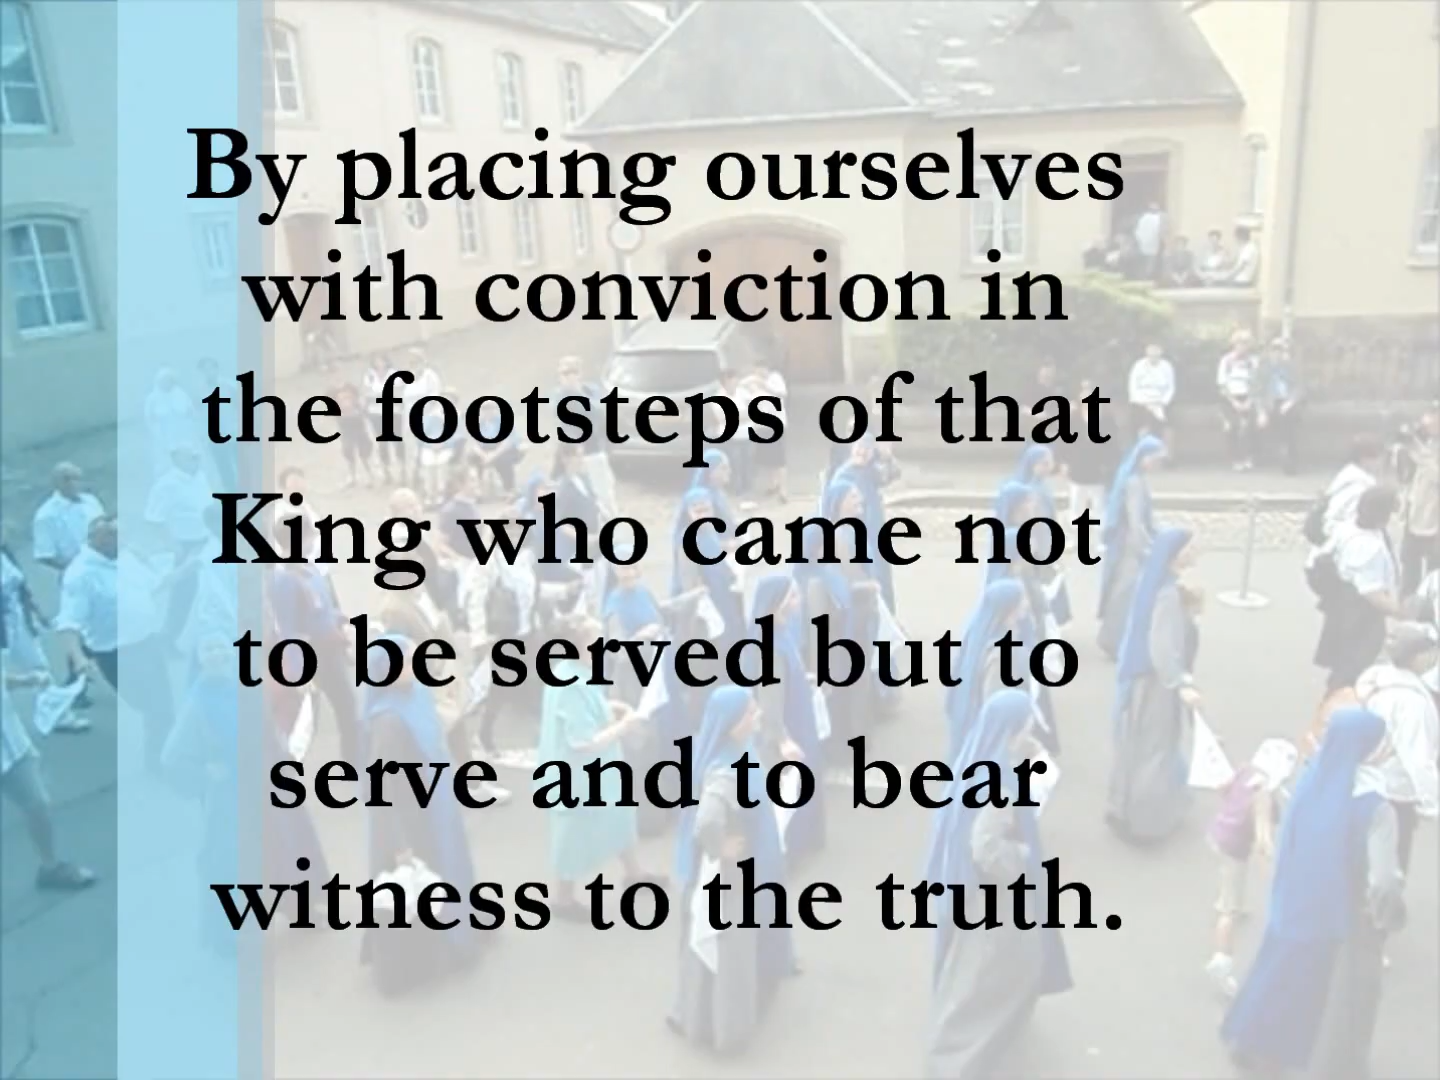 By placing ourselves
with conviction in
the footsteps of that
King who came not
to be served but to
serve and to bear
witness to the truth.